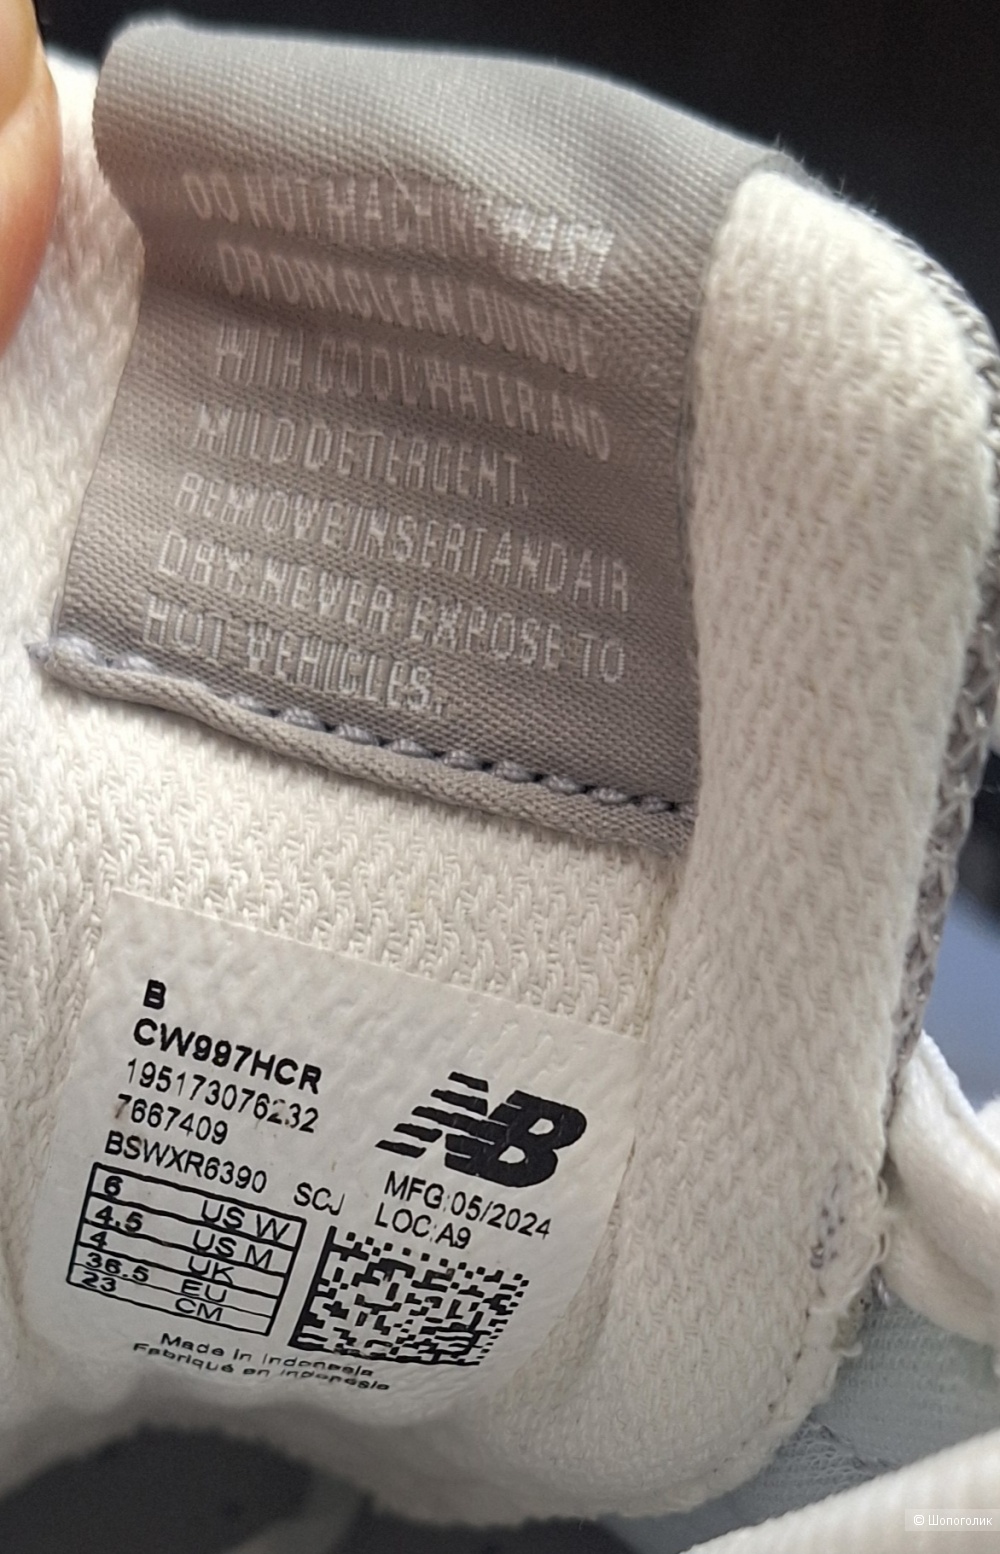 DO NOT MACHINE WASH
OR DRY CLEAN. OUTSIDE
WITH COOL WATER AND
MILD DETERGENT.
REMOVE INSERT AND AIR
DRY. NEVER EXPOSE TO
HOT VEHICLES.
B
CW997HCR
195173076232
7667409
BSWXR6390 SCJ
NB
MFG:05/2024
LOC:A9
6 US W
4.5 US M
4 UK
36.5 EU
23 CM
Made in Indonesia
Fabriqué en Indonesia
© Шопоголик